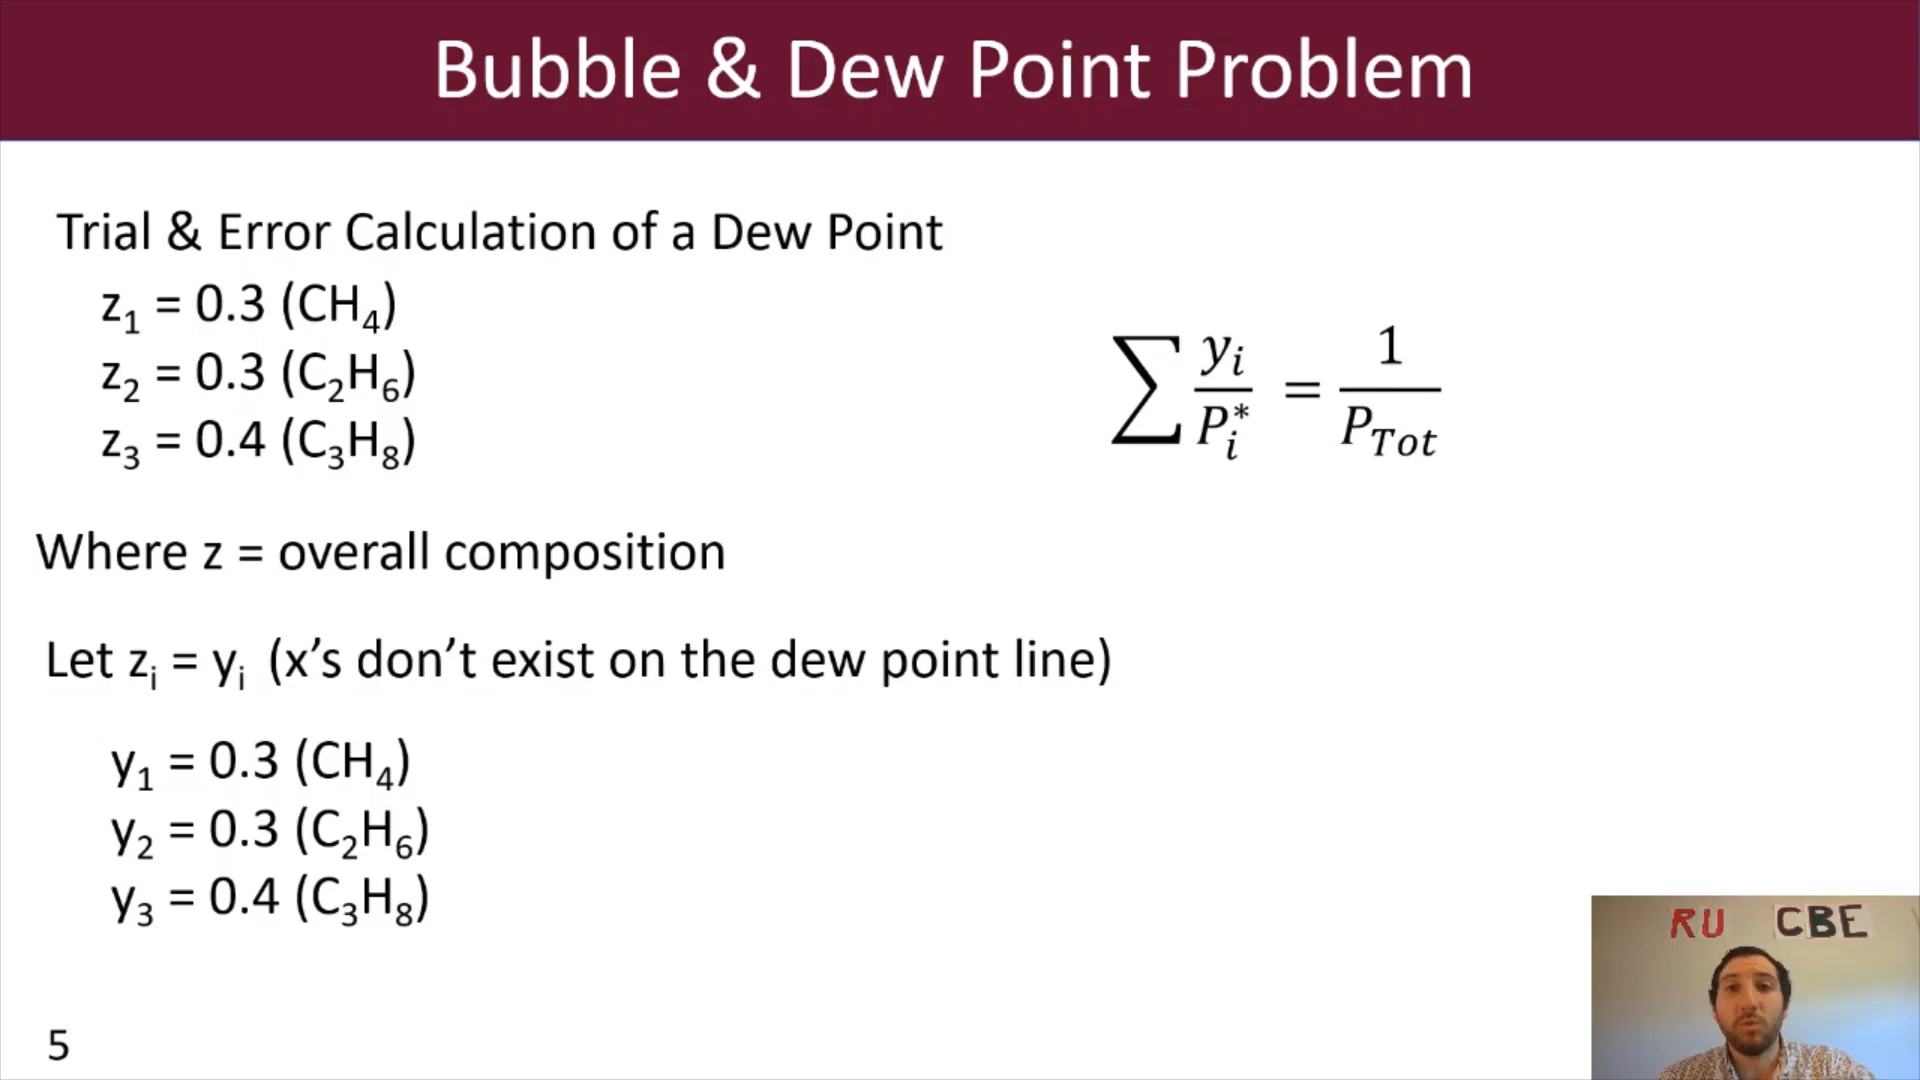 Bubble & Dew Point Problem
Trial & Error Calculation of a Dew Point
z₁ = 0.3 (CH₄)
z₂ = 0.3 (C₂H₆)
z₃ = 0.4 (C₃H₈)
∑ yᵢ/Pᵢ* = 1/P_Tot
Where z = overall composition
Let zᵢ = yᵢ (x’s don’t exist on the dew point line)
y₁ = 0.3 (CH₄)
y₂ = 0.3 (C₂H₆)
y₃ = 0.4 (C₃H₈)
RU CBE
5